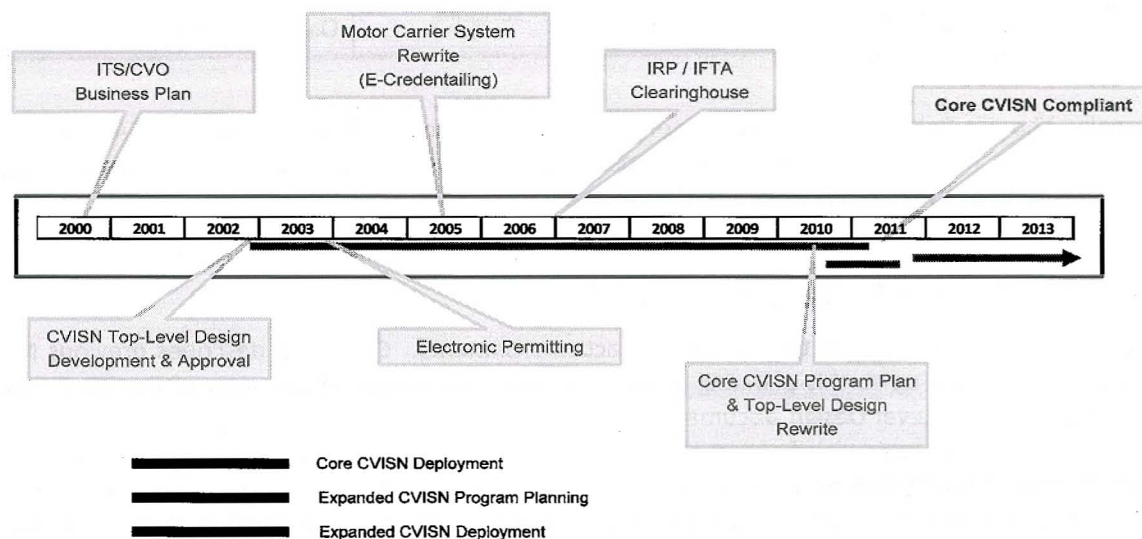 Motor Carrier System
Rewrite
(E-Credentailing)
ITS/CVO
Business Plan
IRP / IFTA
Clearinghouse
Core CVISN Compliant
2000 2001 2002 2003 2004 2005 2006 2007 2008 2009 2010 2011 2012 2013
CVISN Top-Level Design
Development & Approval
Electronic Permitting
Core CVISN Program Plan
& Top-Level Design
Rewrite
Core CVISN Deployment
Expanded CVISN Program Planning
Expanded CVISN Deployment